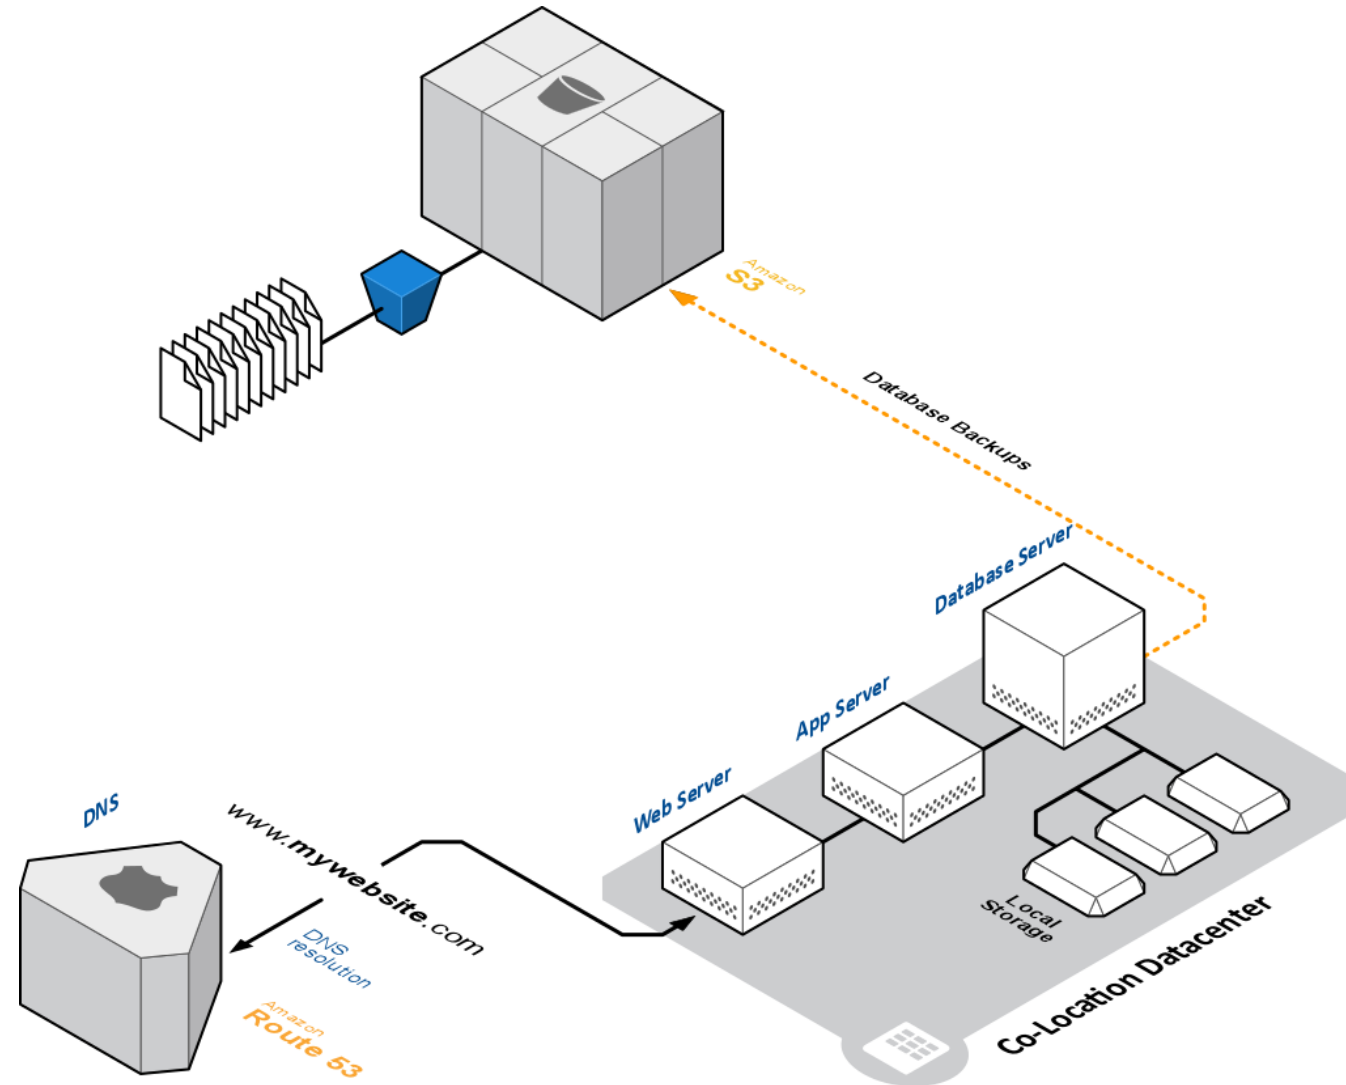 Amazon
S3
Database Backups
Database Server
App Server
Web Server
DNS
www.mywebsite.com
DNS
resolution
Amazon
Route 53
Local
Storage
Co-Location Datacenter